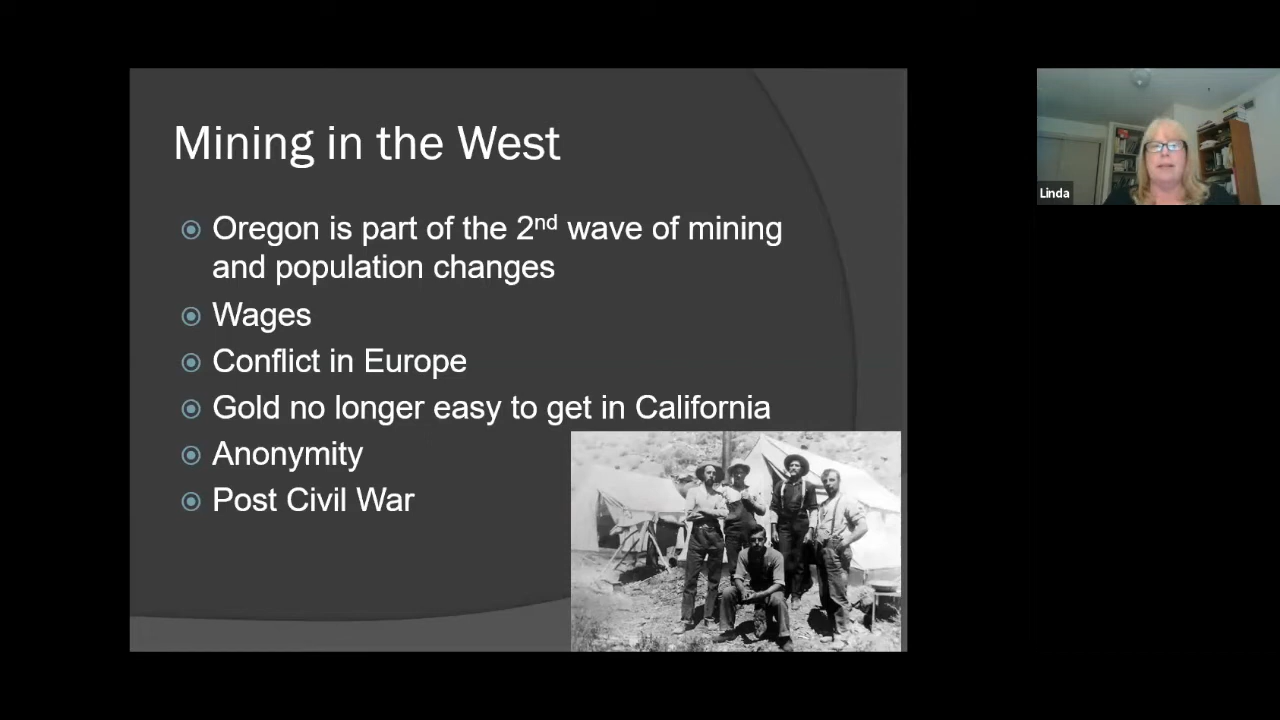 Mining in the West
Oregon is part of the 2nd wave of mining
and population changes
Wages
Conflict in Europe
Gold no longer easy to get in California
Anonymity
Post Civil War
Linda